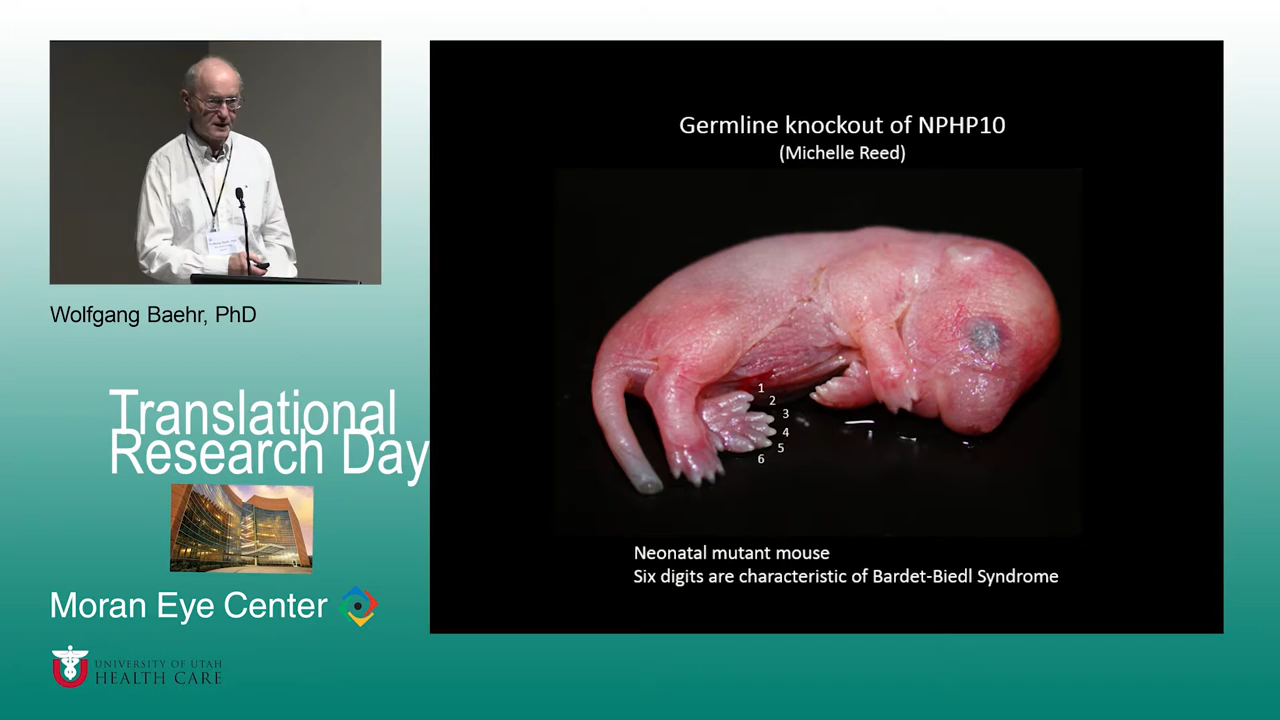 Germline knockout of NPHP10
(Michelle Reed)
1
2
3
4
5
6
Neonatal mutant mouse
Six digits are characteristic of Bardet-Biedl Syndrome
Wolfgang Baehr, PhD
Translational
Research Day
Moran Eye Center
U
UNIVERSITY OF UTAH
HEALTH CARE